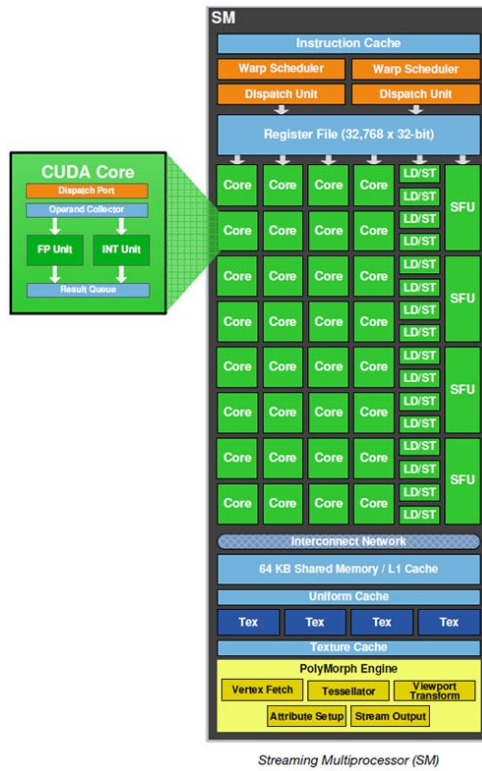 SM
Instruction Cache
Warp Scheduler Warp Scheduler
Dispatch Unit Dispatch Unit
Register File (32,768 x 32-bit)
CUDA Core
Dispatch Port
Operand Collector
FP Unit INT Unit
Result Queue
Core Core Core Core LD/ST
LD/ST
SFU
Core Core Core Core LD/ST
LD/ST
Core Core Core Core LD/ST
LD/ST
SFU
Core Core Core Core LD/ST
LD/ST
Core Core Core Core LD/ST
LD/ST
SFU
Core Core Core Core LD/ST
LD/ST
Core Core Core Core LD/ST
LD/ST
SFU
Core Core Core Core LD/ST
LD/ST
Interconnect Network
64 KB Shared Memory / L1 Cache
Uniform Cache
Tex Tex Tex Tex
Texture Cache
PolyMorph Engine
Vertex Fetch Tessellator Viewport
Transform
Attribute Setup Stream Output
Streaming Multiprocessor (SM)